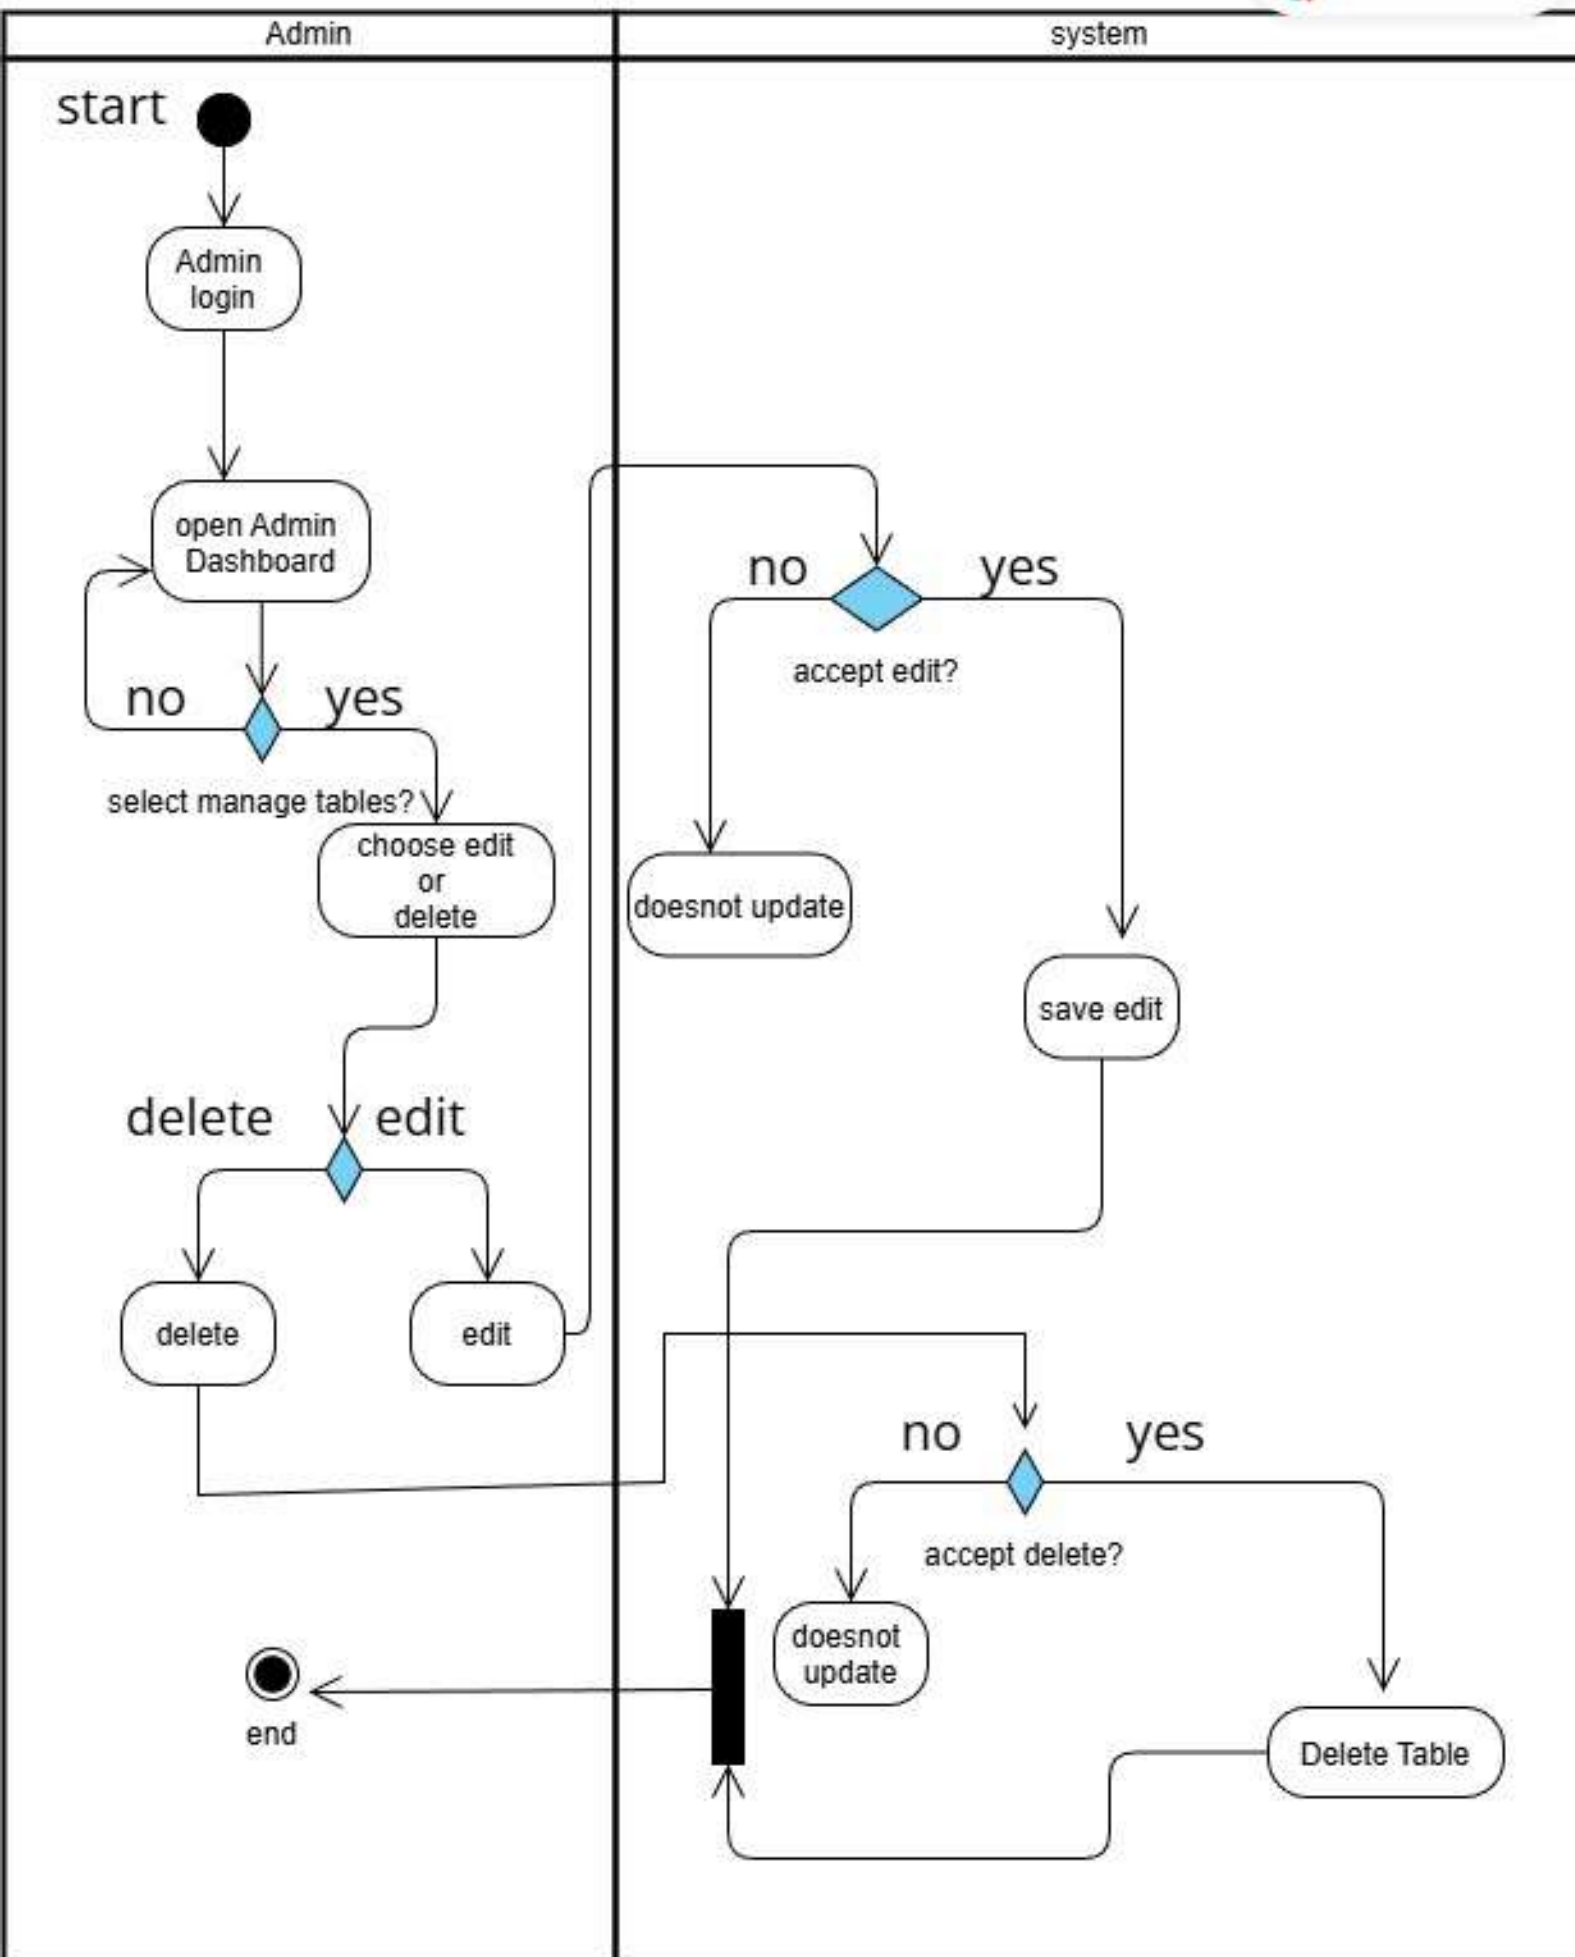 Admin
system
start
Admin
login
open Admin
Dashboard
no
yes
select manage tables?
choose edit
or
delete
no
yes
accept edit?
doesnot update
save edit
delete
edit
delete
edit
no
yes
accept delete?
doesnot
update
Delete Table
end